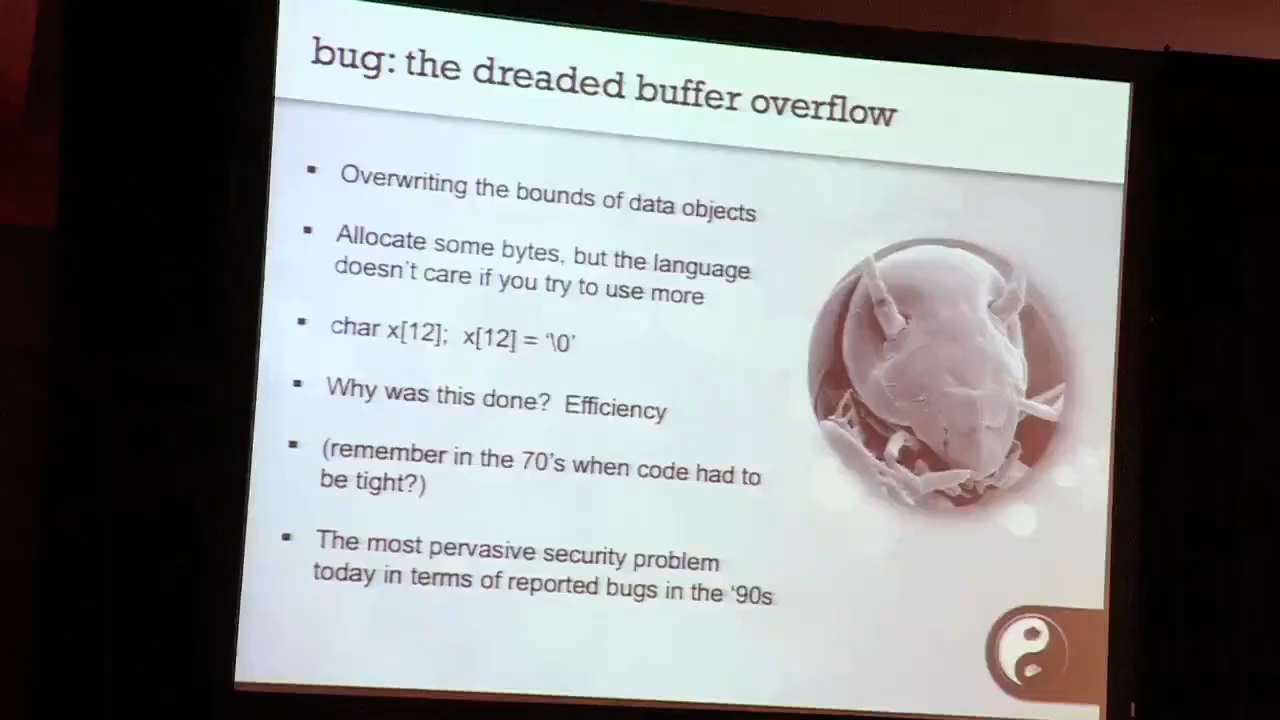 bug: the dreaded buffer overflow
▪ Overwriting the bounds of data objects
▪ Allocate some bytes, but the language
doesn't care if you try to use more
▪ char x[12]; x[12] = '\0'
▪ Why was this done? Efficiency
▪ (remember in the 70's when code had to
be tight?)
▪ The most pervasive security problem
today in terms of reported bugs in the '90s